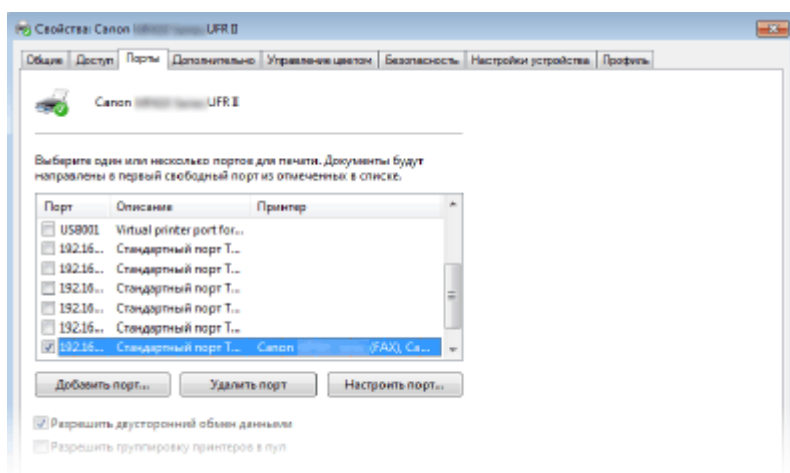 Свойства: Canon UFR II
Общие Доступ Порты Дополнительно Управление цветом Безопасность Настройки устройства Профиль
Canon UFR II
Выберите один или несколько портов для печати. Документы будут
направлены в первый свободный порт из отмеченных в списке.
Порт Описание Принтер
USB001 Virtual printer port for...
192.16... Стандартный порт T...
192.16... Стандартный порт T...
192.16... Стандартный порт T...
192.16... Стандартный порт T...
192.16... Стандартный порт T...
192.16... Стандартный порт T... Canon (FAX), Ca...
Добавить порт... Удалить порт Настроить порт...
Разрешить двусторонний обмен данными
Разрешить группировку принтеров в пул